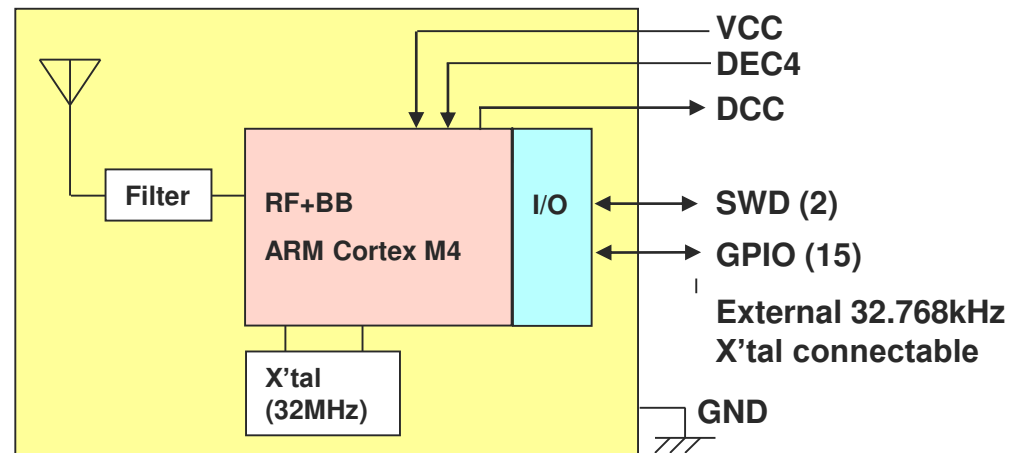 VCC
DEC4
DCC
Filter
RF+BB
ARM Cortex M4
I/O
SWD (2)
GPIO (15)
External 32.768kHz
X'tal connectable
X'tal
(32MHz)
GND